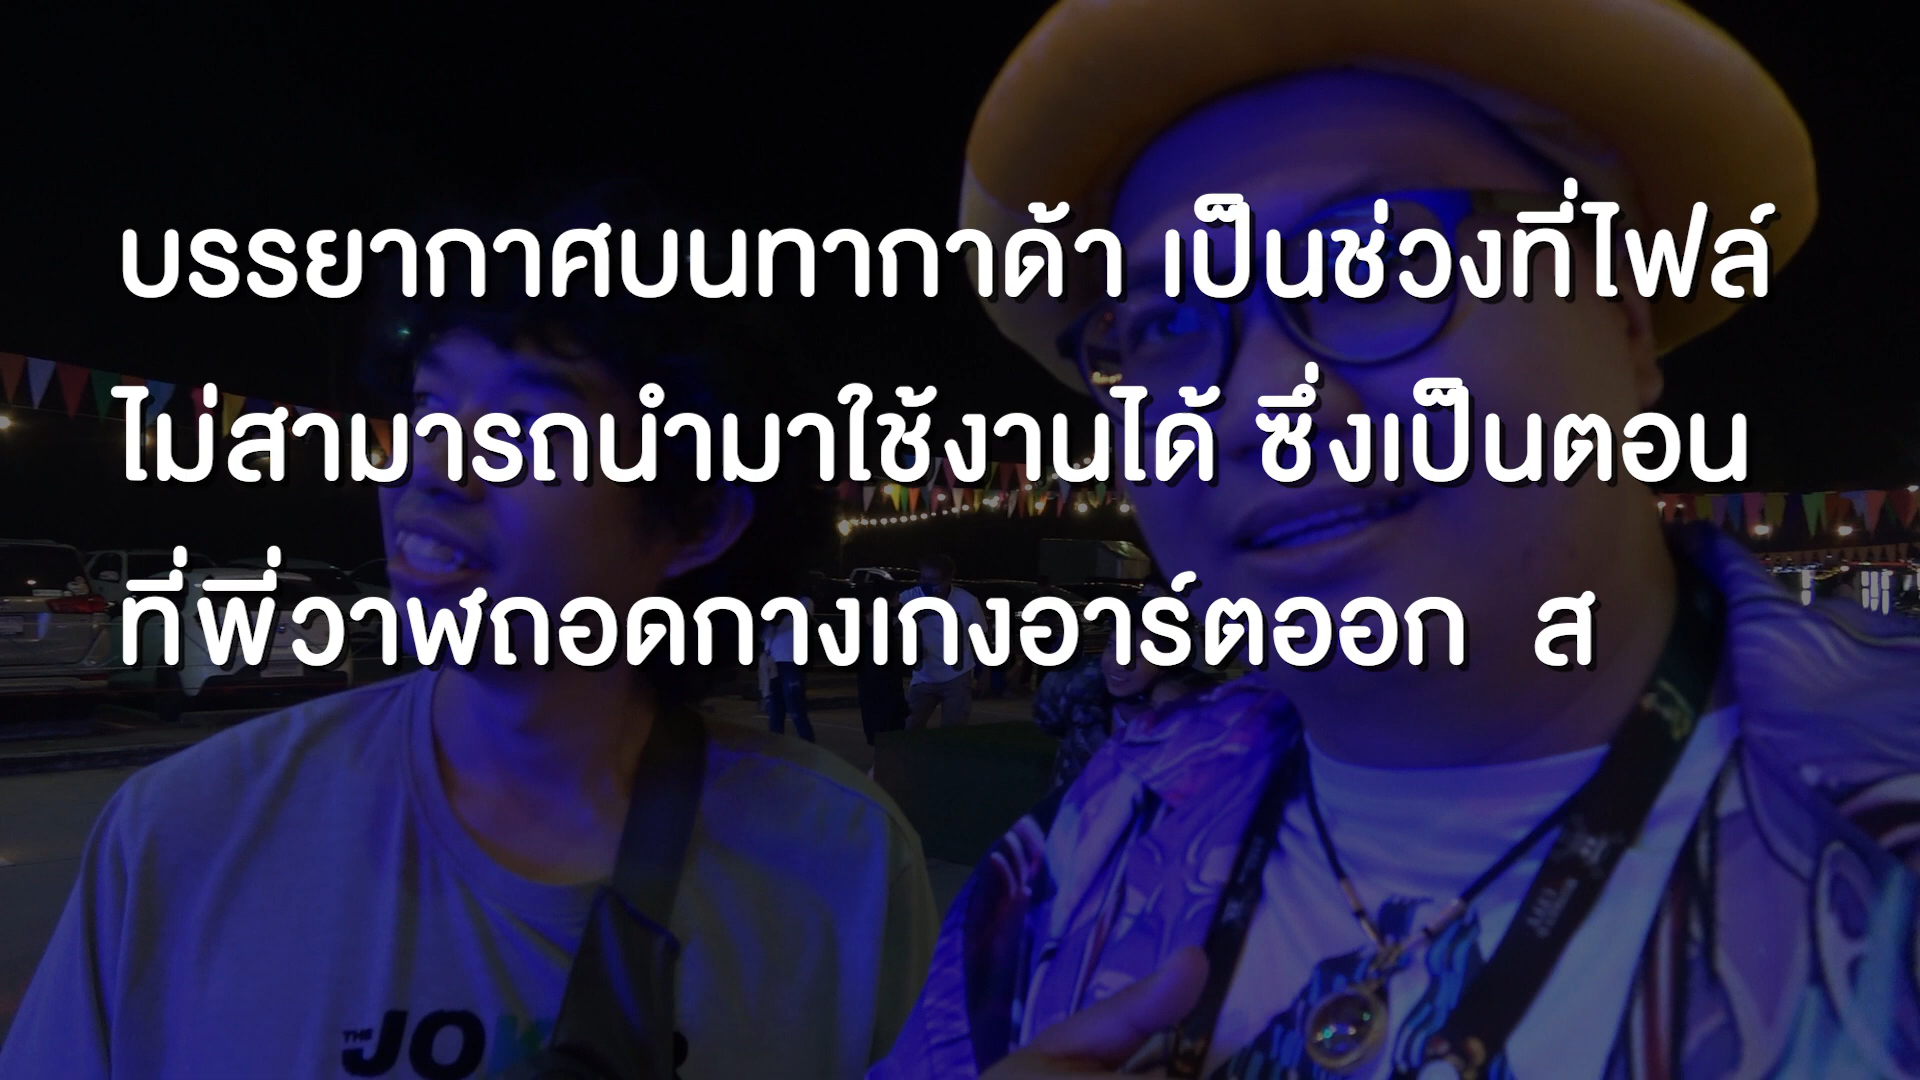 บรรยากาศบนทากาด้า เป็นช่วงที่ไฟล์
ไม่สามารถนำมาใช้งานได้ ซึ่งเป็นตอน
ที่พี่วาฬถอดกางเกงอาร์ตออก ส
THE
JO